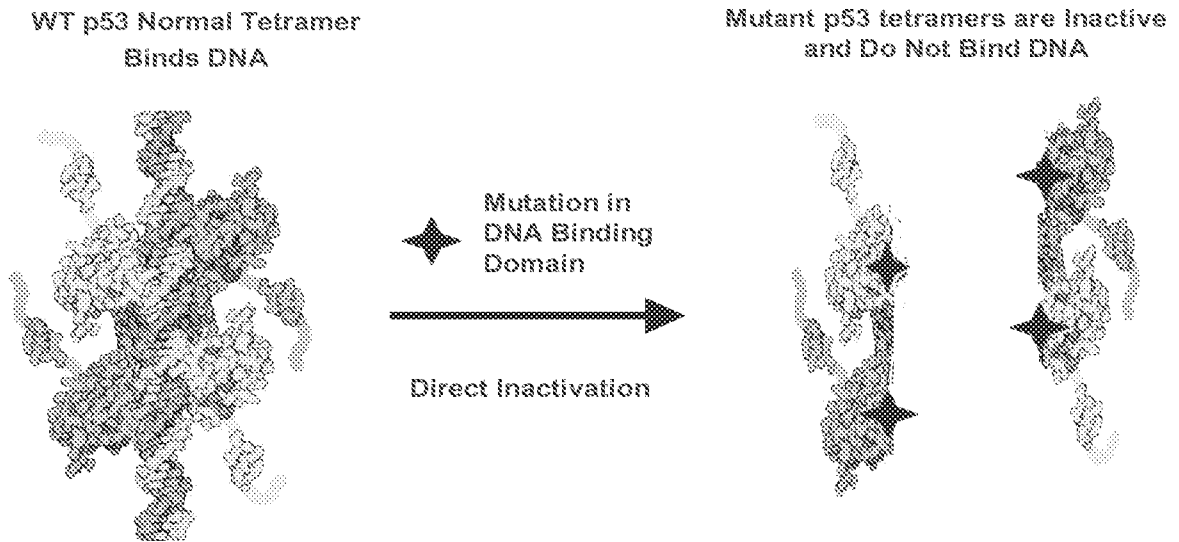 WT p53 Normal Tetramer
Binds DNA
Mutant p53 tetramers are Inactive
and Do Not Bind DNA
Mutation in
DNA Binding
Domain
Direct Inactivation